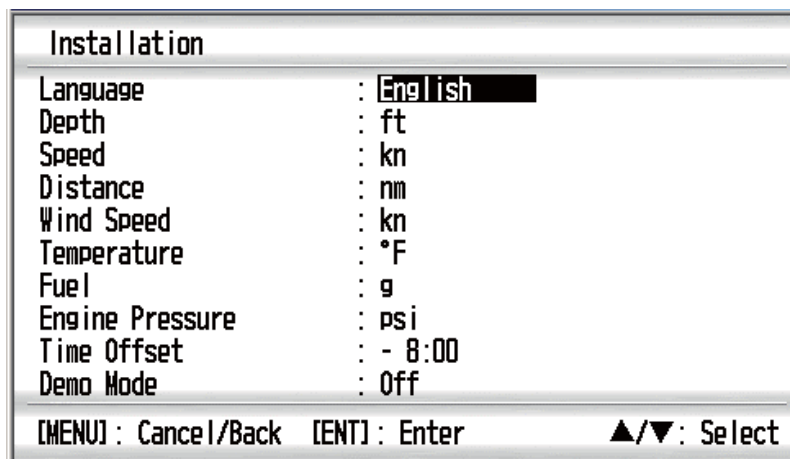 Installation
Language : English
Depth : ft
Speed : kn
Distance : nm
Wind Speed : kn
Temperature : °F
Fuel : g
Engine Pressure : psi
Time Offset : - 8:00
Demo Mode : Off
[MENU] : Cancel/Back [ENT] : Enter ▲/▼ : Select